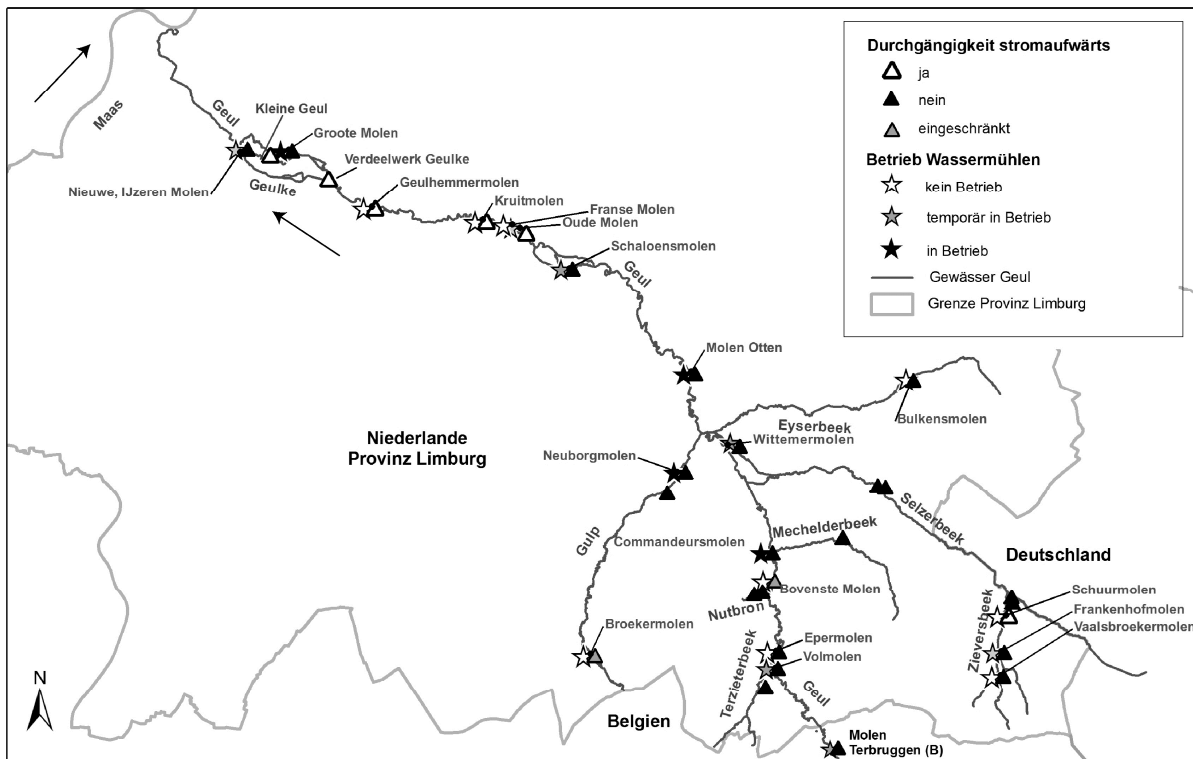 Durchgängigkeit stromaufwärts
ja
nein
eingeschränkt
Betrieb Wassermühlen
kein Betrieb
temporär in Betrieb
in Betrieb
Gewässer Geul
Grenze Provinz Limburg
Maas
Geul
Kleine Geul
Groote Molen
Verdeelwerk Geulke
Nieuwe, IJzeren Molen
Geulke
Geulhemmermolen
Kruitmolen
Franse Molen
Oude Molen
Schaloensmolen
Geul
Molen Otten
Bulkensmolen
Eyserbeek
Wittemermolen
Niederlande
Provinz Limburg
Neuborgmolen
Selzerbeek
Mechelderbeek
Gulp
Commandeursmolen
Deutschland
Bovenste Molen
Nutbron
Schuurmolen
Frankenhofmolen
Vaalsbroekermolen
Zieversbeek
Broekermolen
Epermolen
Volmolen
Terzieterbeek
Geul
N
Belgien
Molen
Terbruggen (B)